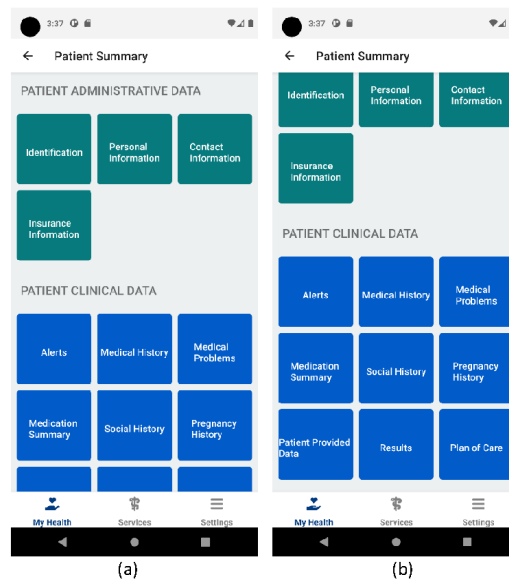 3:37
Patient Summary
PATIENT ADMINISTRATIVE DATA
Identification
Personal
Information
Contact
Information
Insurance
Information
PATIENT CLINICAL DATA
Alerts
Medical History
Medical
Problems
Medication
Summary
Social History
Pregnancy
History
My Health
Services
Settings
(a)
3:37
Patient Summary
Identification
Personal
Information
Contact
Information
Insurance
Information
PATIENT CLINICAL DATA
Alerts
Medical History
Medical
Problems
Medication
Summary
Social History
Pregnancy
History
Patient Provided
Data
Results
Plan of Care
My Health
Services
Settings
(b)